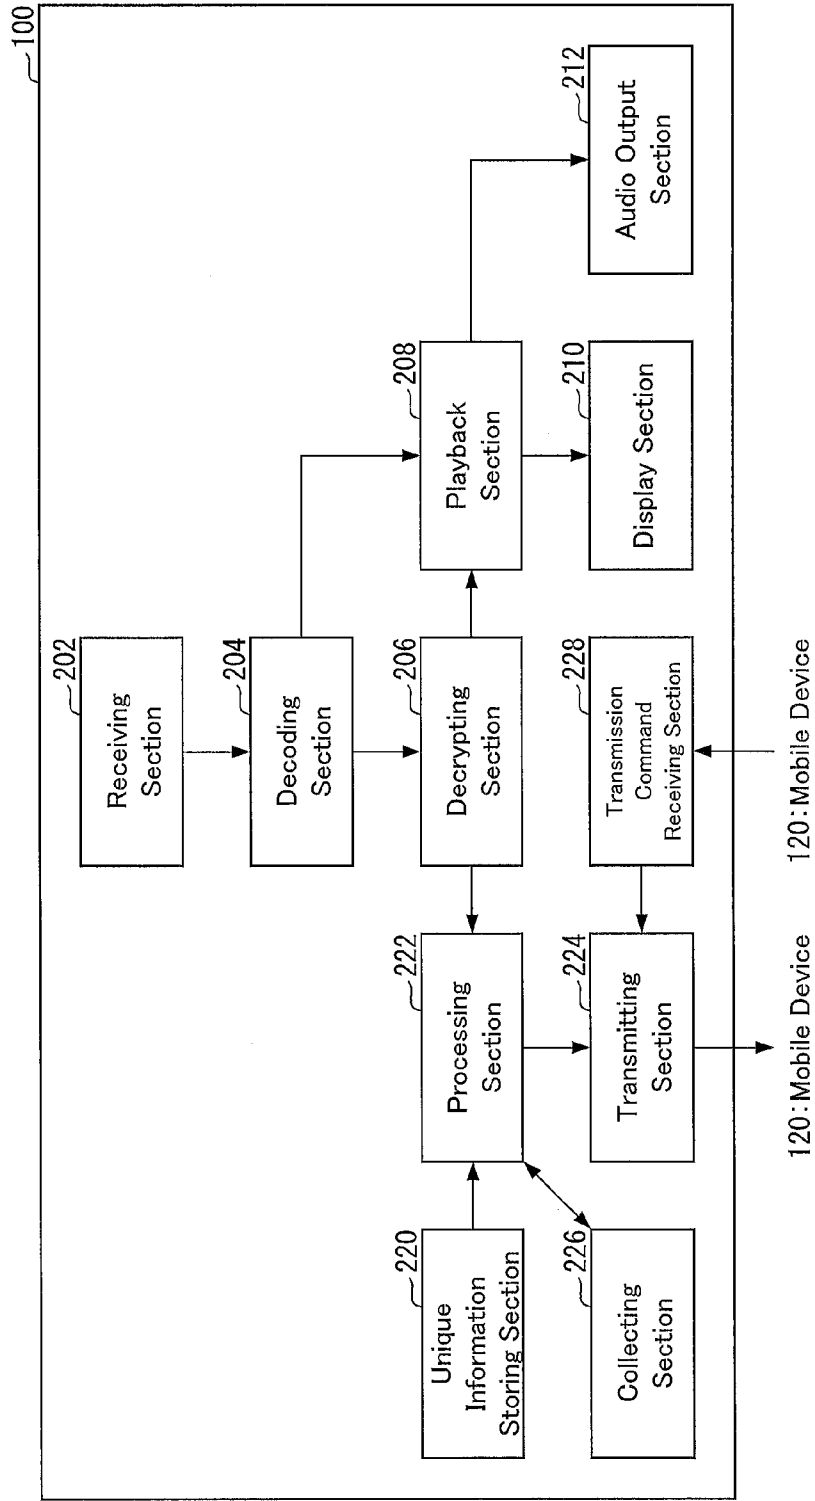 100
202
Receiving
Section
204
Decoding
Section
220
Unique
Information
Storing Section
222
Processing
Section
206
Decrypting
Section
208
Playback
Section
226
Collecting
Section
224
Transmitting
Section
228
Transmission
Command
Receiving Section
210
Display Section
212
Audio Output
Section
120:Mobile Device
120:Mobile Device